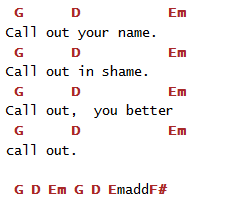 G D Em
Call out your name.
G D Em
Call out in shame.
G D Em
Call out, you better
G D Em
call out.
G D Em G D EmaddF#